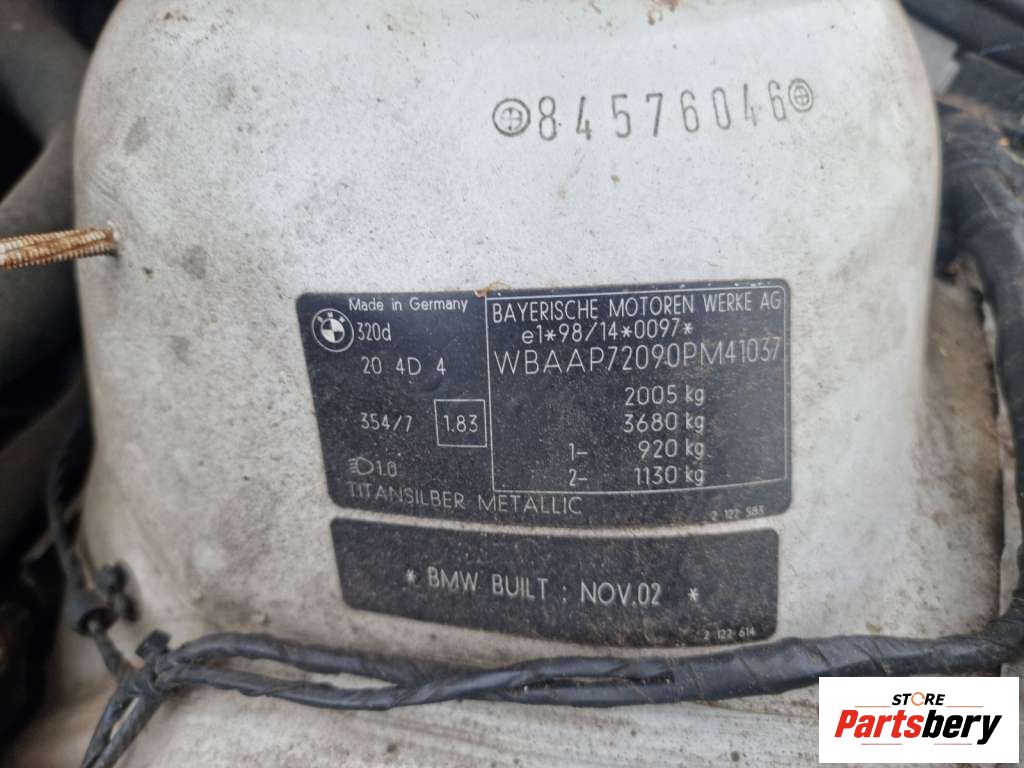 84576046
Made in Germany
BMW
320d
20 4D 4
354/7 1.83
1.0
TITANSILBER METALLIC
BAYERISCHE MOTOREN WERKE AG
e1*98/14*0097*
WBAAP72090PM41037
2005 kg
3680 kg
1- 920 kg
2- 1130 kg
2 122 583
* BMW BUILT : NOV.02 *
2 122 614
STORE
Partsbery